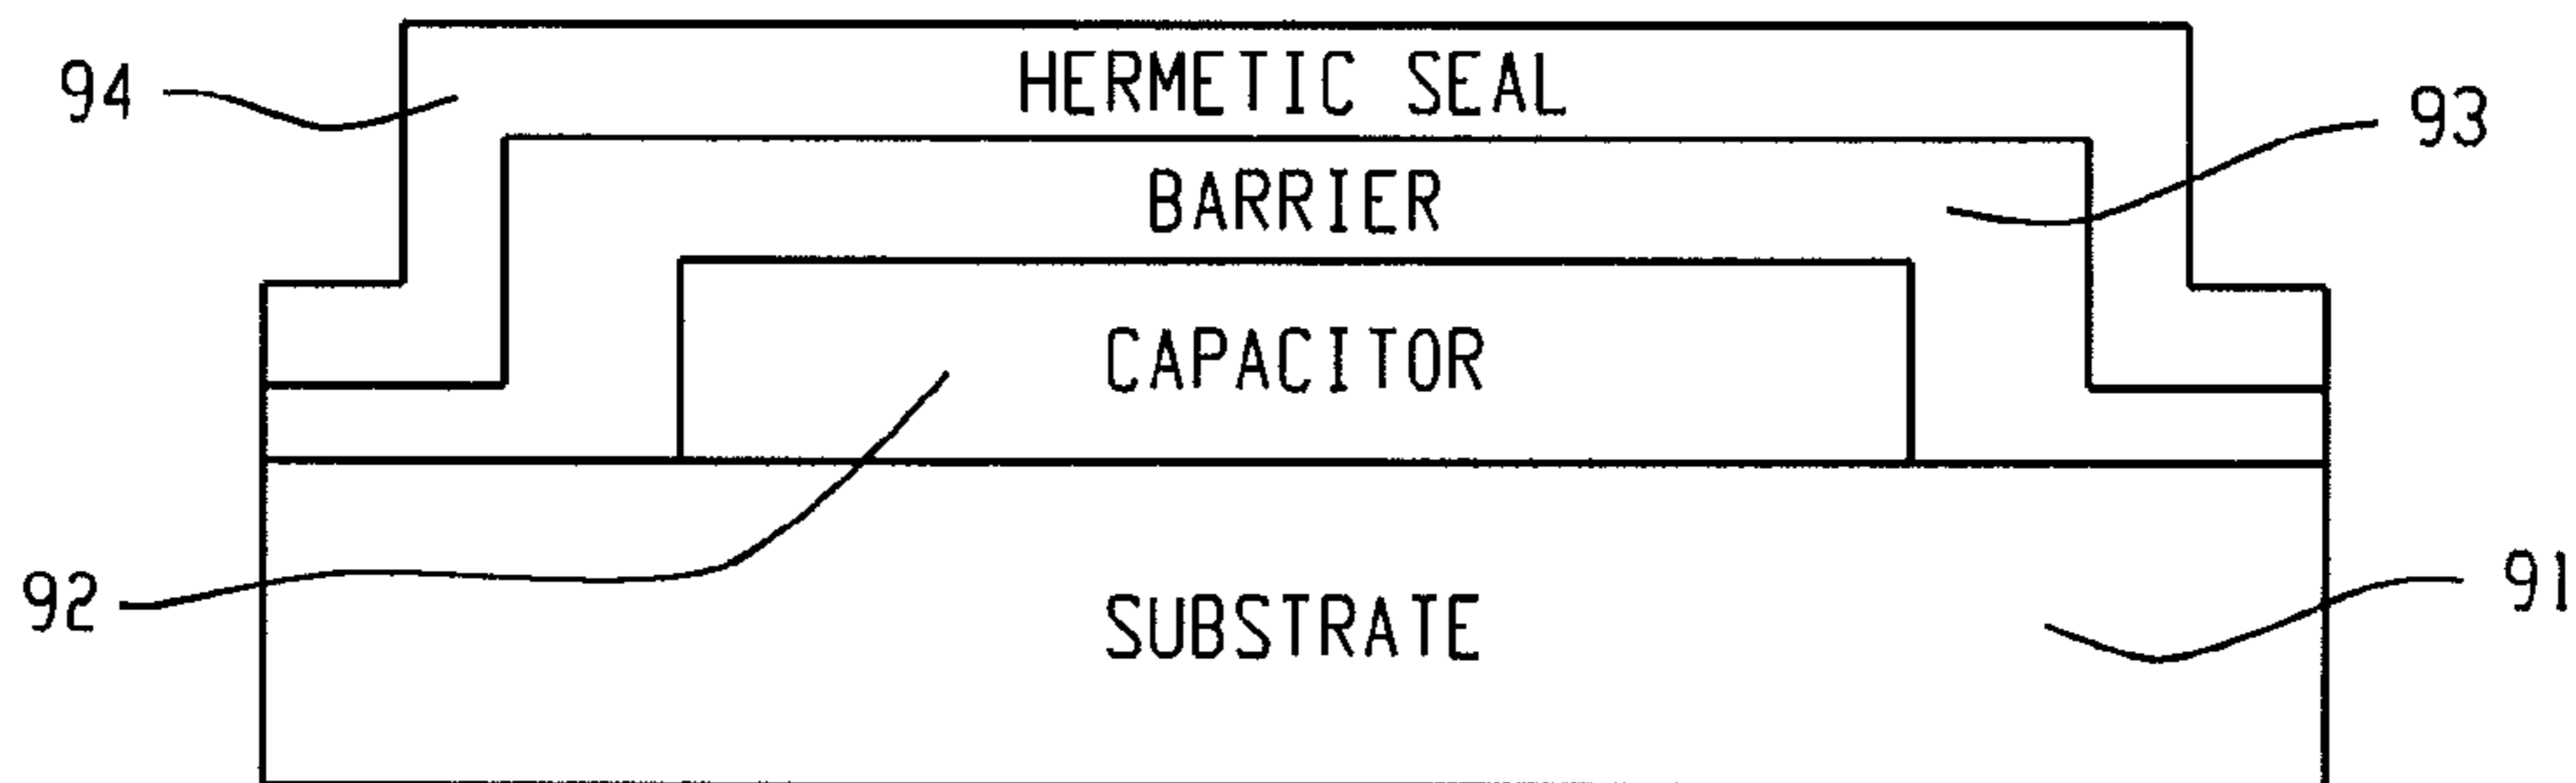 HERMETIC SEAL
94
93
BARRIER
CAPACITOR
92
91
SUBSTRATE